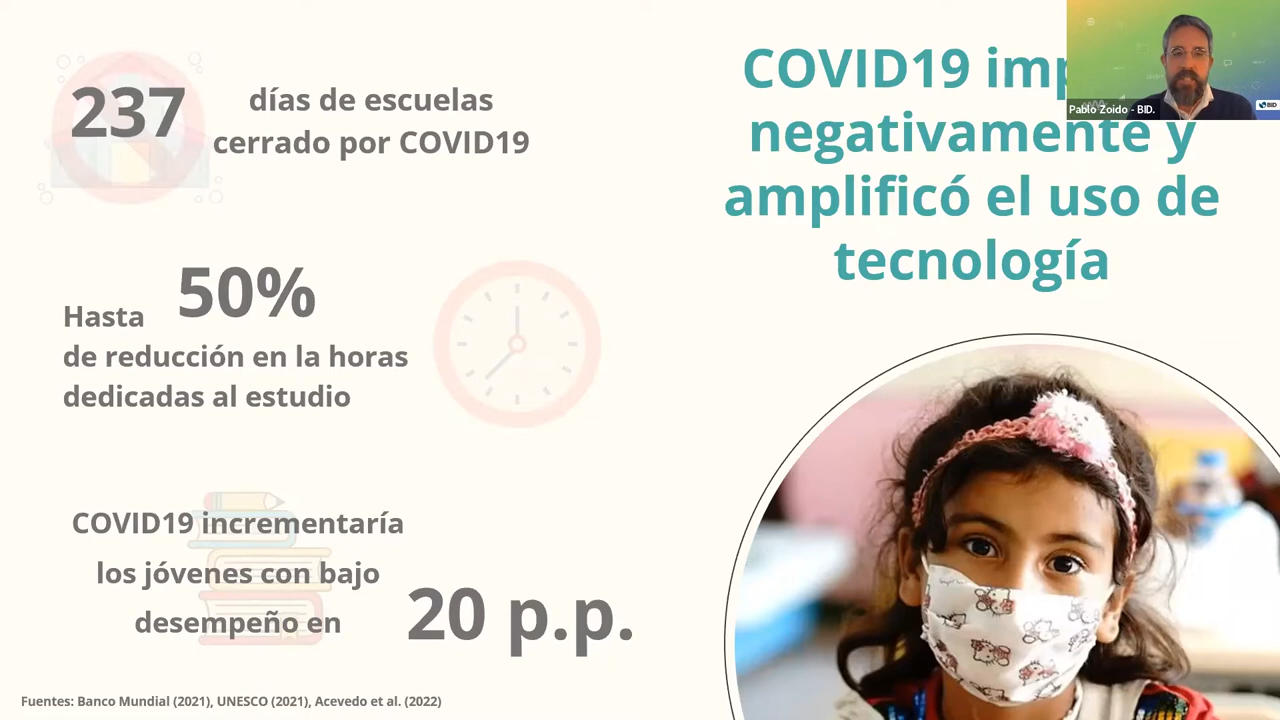 237
días de escuelas
cerrado por COVID19
Hasta 50%
de reducción en la horas
dedicadas al estudio
COVID19 incrementaría
los jóvenes con bajo
desempeño en 20 p.p.
Fuentes: Banco Mundial (2021), UNESCO (2021), Acevedo et al. (2022)
COVID19
negativamente y
amplificó el uso de
tecnología
Pablo Zoido - BID.
BID